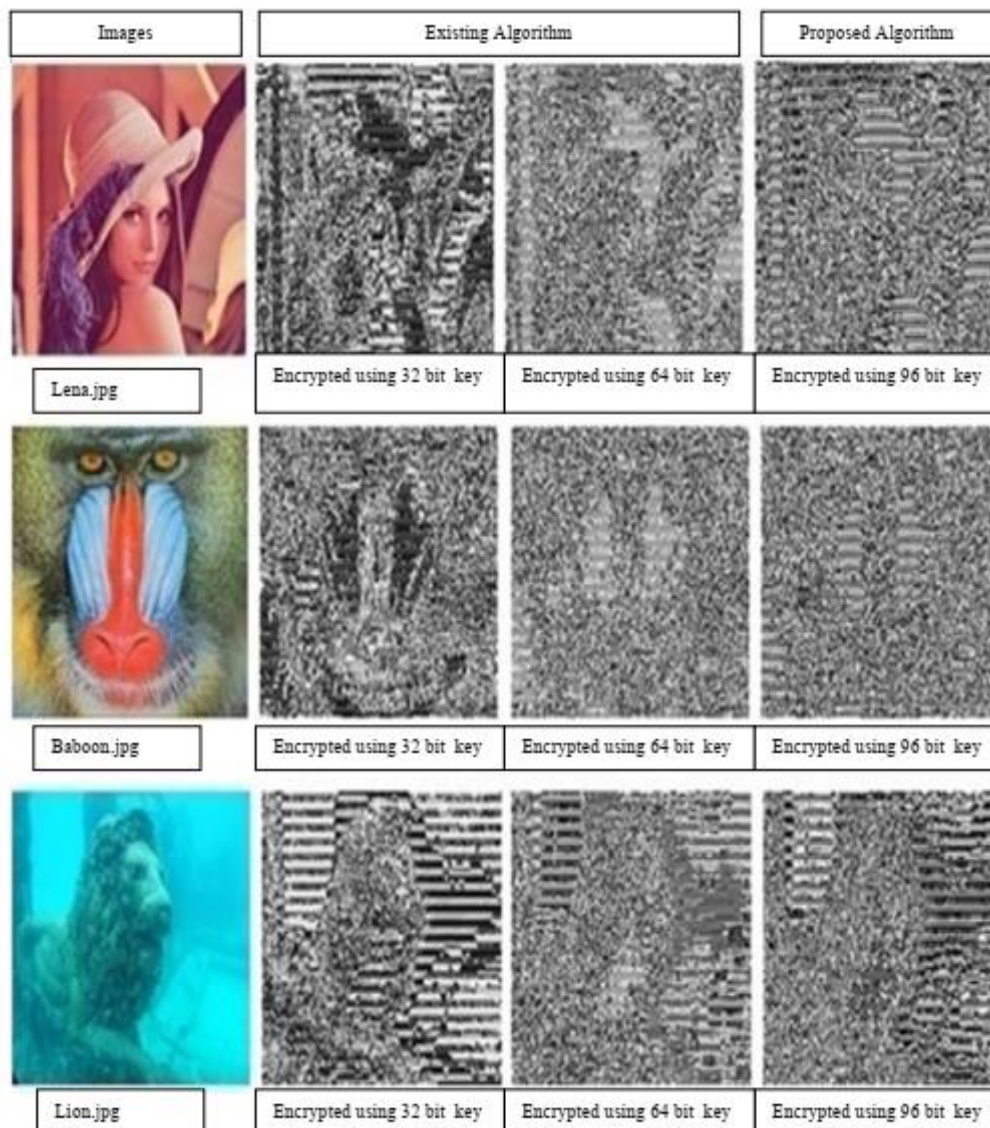 Images
Existing Algorithm
Proposed Algorithm
Lena.jpg
Encrypted using 32 bit key
Encrypted using 64 bit key
Encrypted using 96 bit key
Baboon.jpg
Encrypted using 32 bit key
Encrypted using 64 bit key
Encrypted using 96 bit key
Lion.jpg
Encrypted using 32 bit key
Encrypted using 64 bit key
Encrypted using 96 bit key